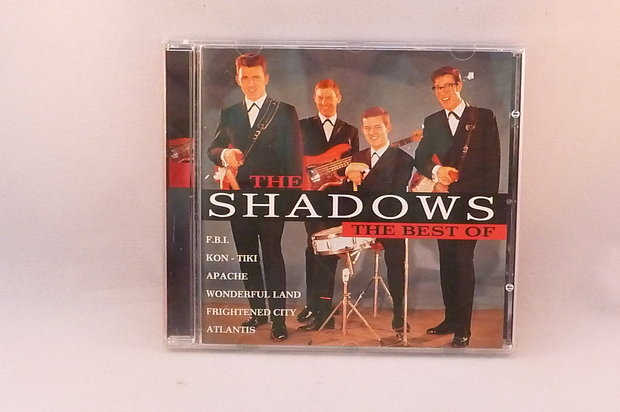 THE
SHADOWS
THE BEST OF
F.B.I.
KON - TIKI
APACHE
WONDERFUL LAND
FRIGHTENED CITY
ATLANTIS